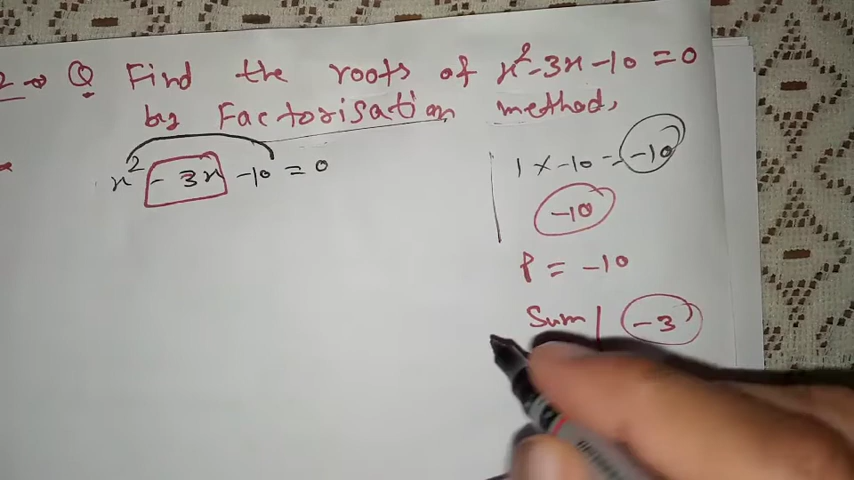 2 → Q Find the roots of x² - 3x - 10 = 0
by Factorisation method,
x² - 3x - 10 = 0
1 × -10 = -10
-10
P = -10
Sum | -3